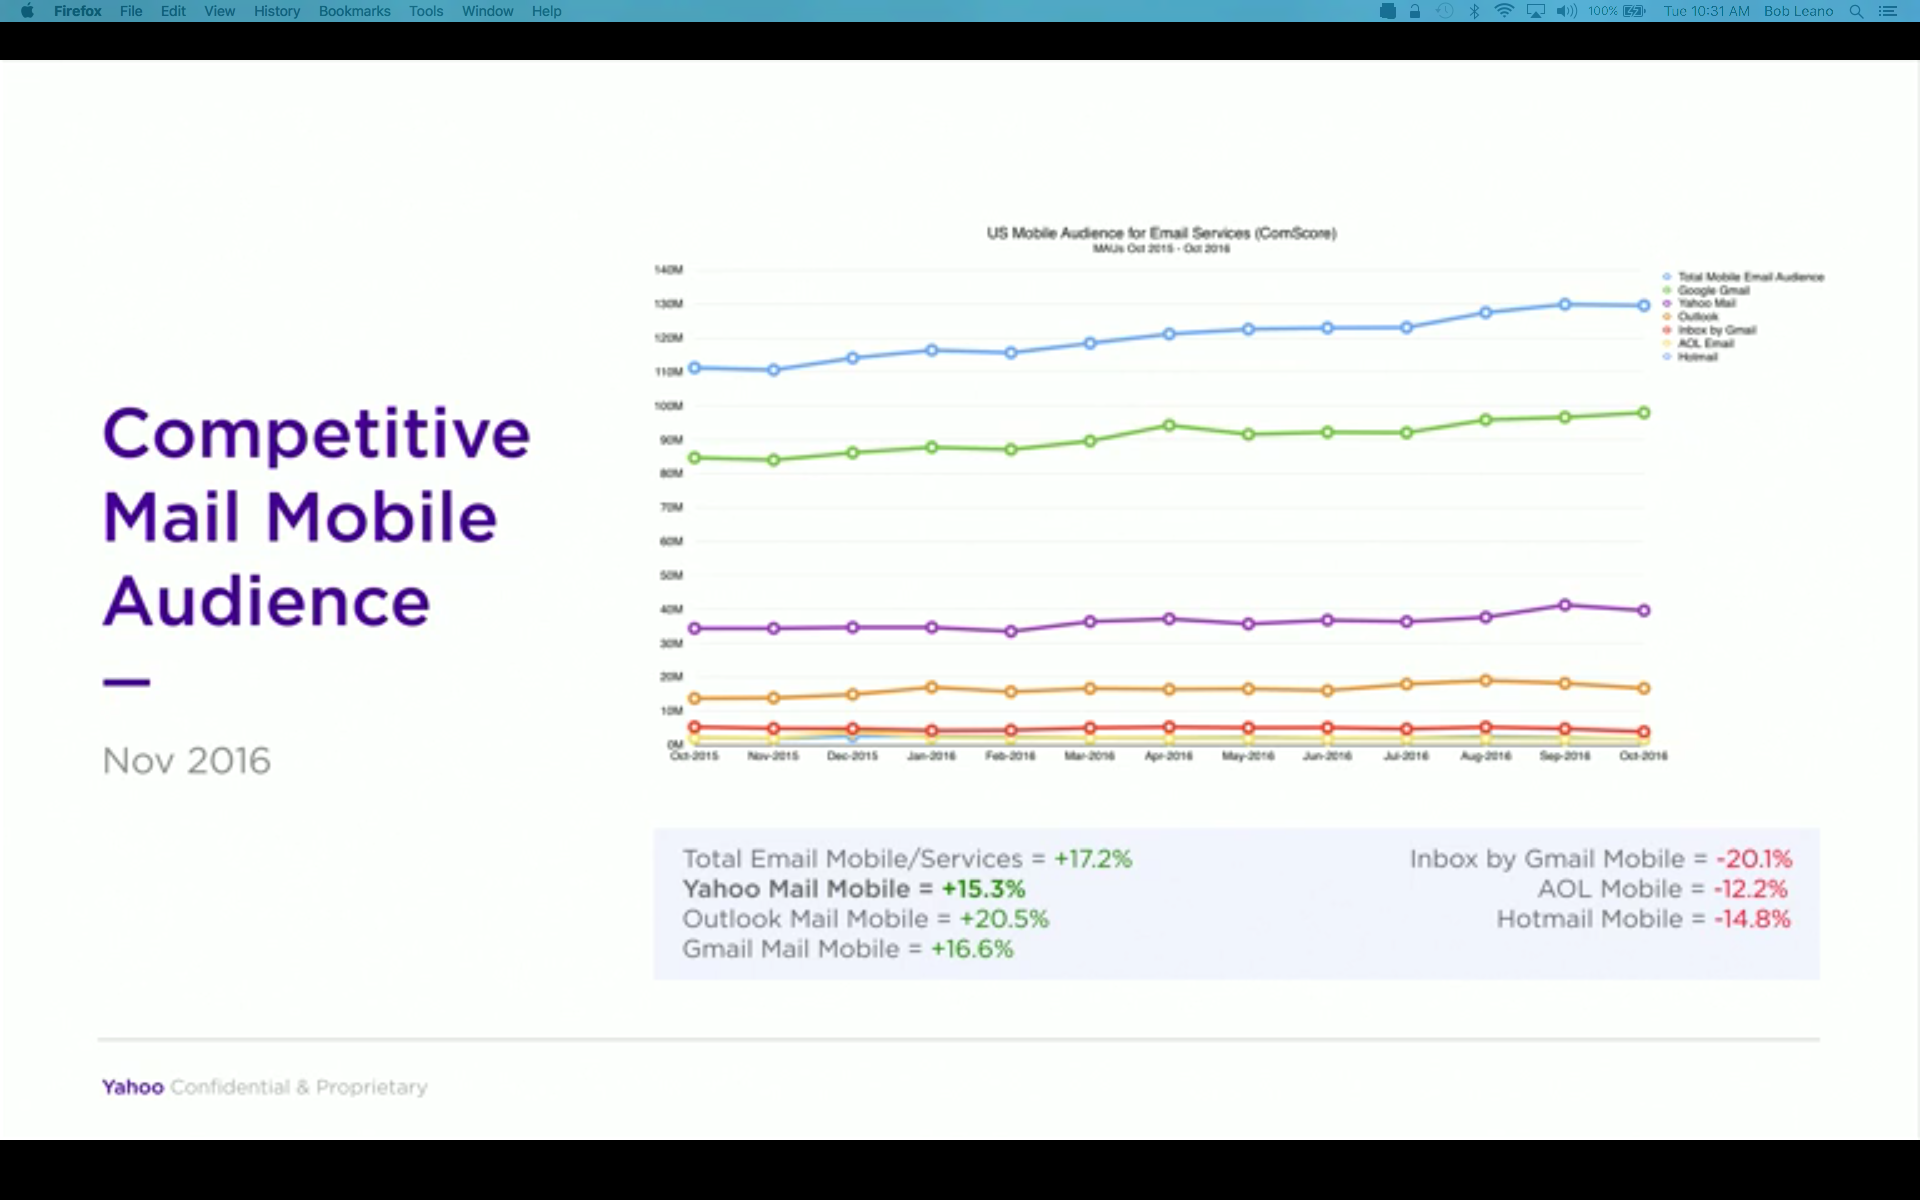 Firefox File Edit View History Bookmarks Tools Window Help 100% Tue 10:31 AM Bob Leano
Competitive
Mail Mobile
Audience
Nov 2016
US Mobile Audience for Email Services (ComScore)
MAUs Oct 2015 - Oct 2016
140M
130M
120M
110M
100M
90M
80M
70M
60M
50M
40M
30M
20M
10M
0M
Oct-2015 Nov-2015 Dec-2015 Jan-2016 Feb-2016 Mar-2016 Apr-2016 May-2016 Jun-2016 Jul-2016 Aug-2016 Sep-2016 Oct-2016
Total Mobile Email Audience
Google Gmail
Yahoo Mail
Outlook
Inbox by Gmail
AOL Email
Hotmail
Total Email Mobile/Services = +17.2%
Yahoo Mail Mobile = +15.3%
Outlook Mail Mobile = +20.5%
Gmail Mail Mobile = +16.6%
Inbox by Gmail Mobile = -20.1%
AOL Mobile = -12.2%
Hotmail Mobile = -14.8%
Yahoo Confidential & Proprietary